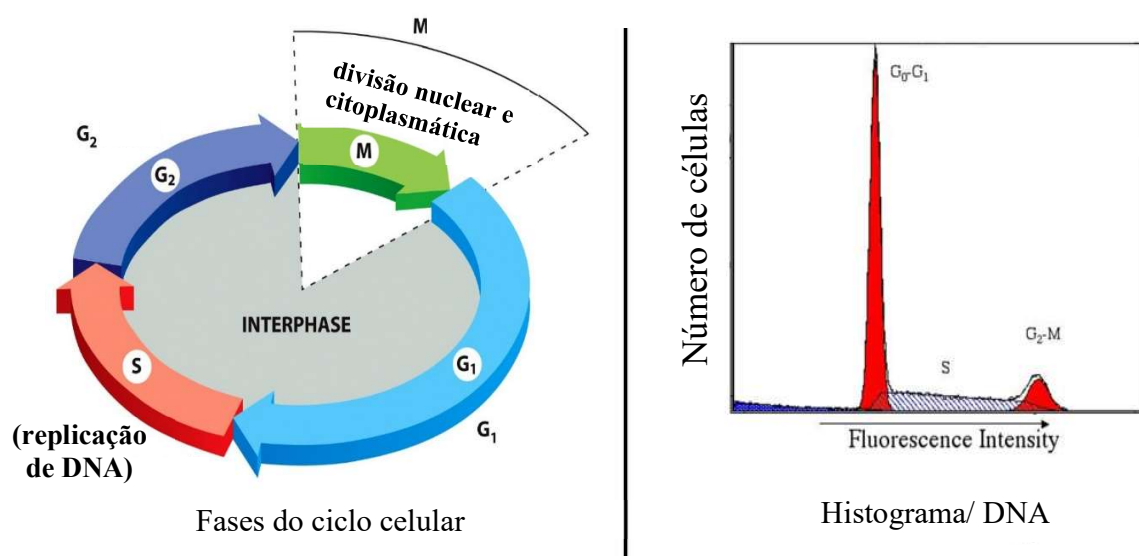 M
divisão nuclear e
citoplasmática
G₂
G₂
M
INTERPHASE
S
G₁
G₁
(replicação
de DNA)
Fases do ciclo celular
Número de células
G₀-G₁
S
G₂-M
Fluorescence Intensity
Histograma/ DNA